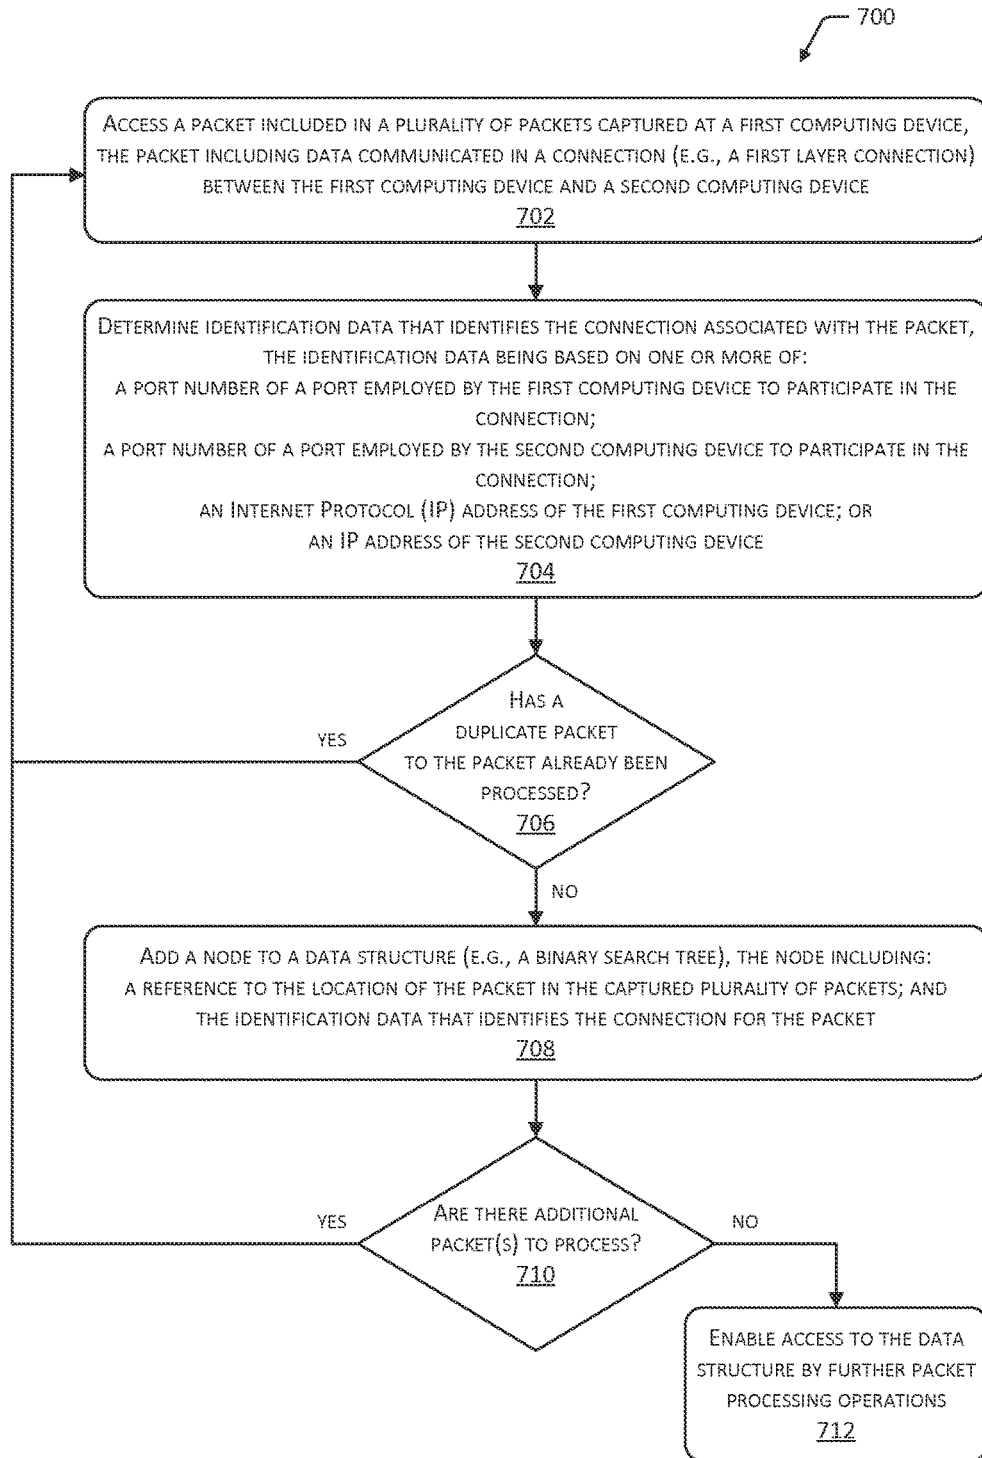 700
ACCESS A PACKET INCLUDED IN A PLURALITY OF PACKETS CAPTURED AT A FIRST COMPUTING DEVICE,
THE PACKET INCLUDING DATA COMMUNICATED IN A CONNECTION (E.G., A FIRST LAYER CONNECTION)
BETWEEN THE FIRST COMPUTING DEVICE AND A SECOND COMPUTING DEVICE
702
DETERMINE IDENTIFICATION DATA THAT IDENTIFIES THE CONNECTION ASSOCIATED WITH THE PACKET,
THE IDENTIFICATION DATA BEING BASED ON ONE OR MORE OF:
A PORT NUMBER OF A PORT EMPLOYED BY THE FIRST COMPUTING DEVICE TO PARTICIPATE IN THE
CONNECTION;
A PORT NUMBER OF A PORT EMPLOYED BY THE SECOND COMPUTING DEVICE TO PARTICIPATE IN THE
CONNECTION;
AN INTERNET PROTOCOL (IP) ADDRESS OF THE FIRST COMPUTING DEVICE; OR
AN IP ADDRESS OF THE SECOND COMPUTING DEVICE
704
HAS A
DUPLICATE PACKET
TO THE PACKET ALREADY BEEN
PROCESSED?
706
YES
NO
ADD A NODE TO A DATA STRUCTURE (E.G., A BINARY SEARCH TREE), THE NODE INCLUDING:
A REFERENCE TO THE LOCATION OF THE PACKET IN THE CAPTURED PLURALITY OF PACKETS; AND
THE IDENTIFICATION DATA THAT IDENTIFIES THE CONNECTION FOR THE PACKET
708
ARE THERE ADDITIONAL
PACKET(S) TO PROCESS?
710
YES
NO
ENABLE ACCESS TO THE DATA
STRUCTURE BY FURTHER PACKET
PROCESSING OPERATIONS
712